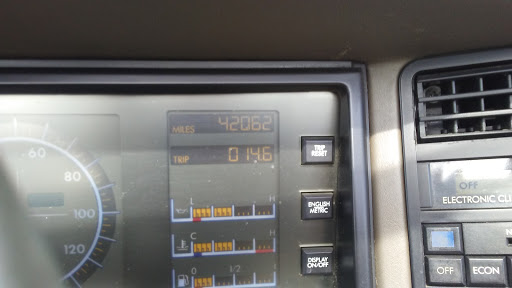 MILES 42062
TRIP 014.6
TRIP RESET
60
80
100
120
L H
ENGLISH METRIC
C H
DISPLAY ON/OFF
0 1/2
OFF
ELECTRONIC CLI
N
OFF ECON